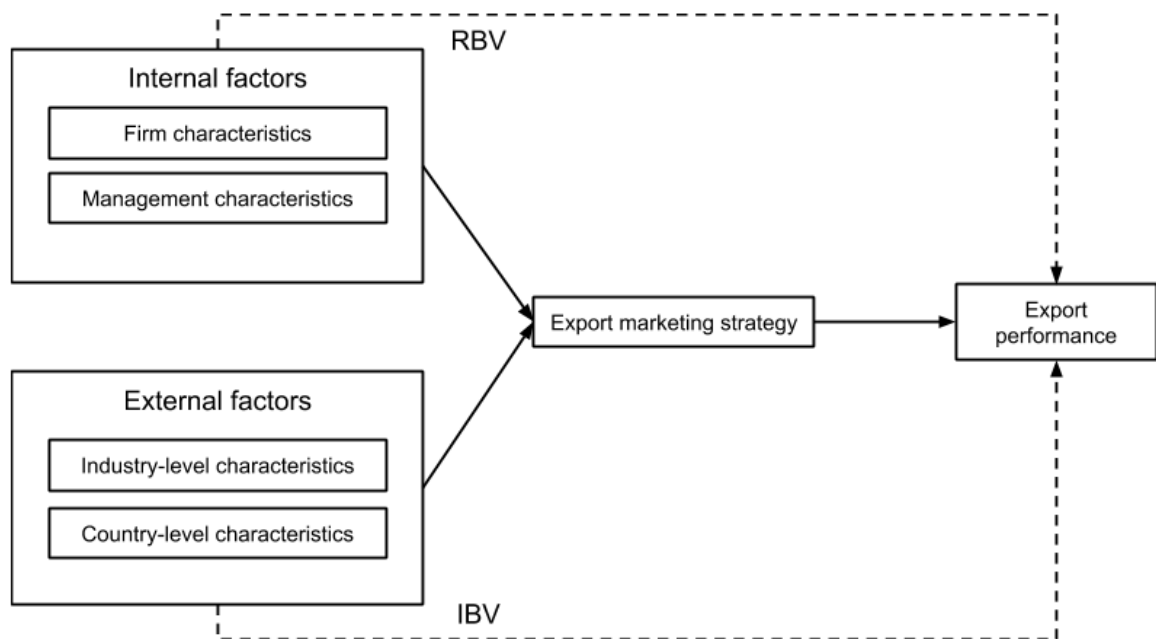 RBV
Internal factors
Firm characteristics
Management characteristics
Export marketing strategy
Export
performance
External factors
Industry-level characteristics
Country-level characteristics
IBV